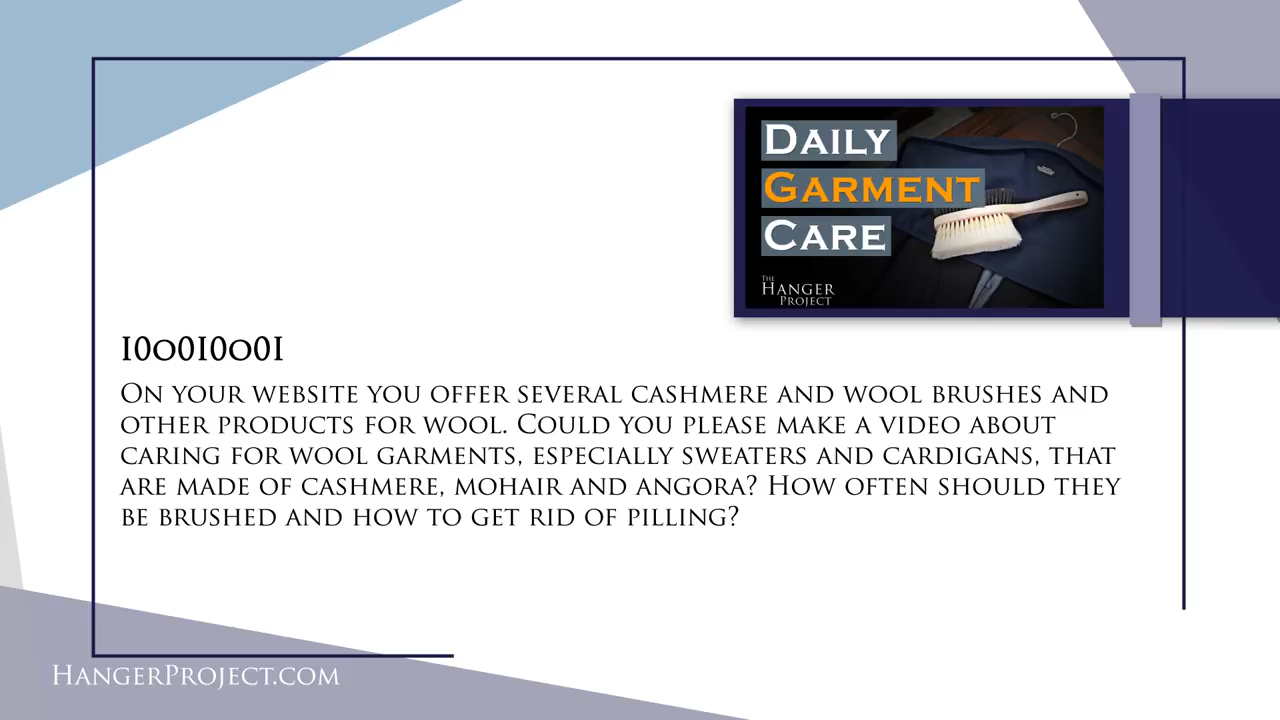 DAILY
GARMENT
CARE
THE
HANGER
PROJECT
I0O0I0O0I
ON YOUR WEBSITE YOU OFFER SEVERAL CASHMERE AND WOOL BRUSHES AND
OTHER PRODUCTS FOR WOOL. COULD YOU PLEASE MAKE A VIDEO ABOUT
CARING FOR WOOL GARMENTS, ESPECIALLY SWEATERS AND CARDIGANS, THAT
ARE MADE OF CASHMERE, MOHAIR AND ANGORA? HOW OFTEN SHOULD THEY
BE BRUSHED AND HOW TO GET RID OF PILLING?
HANGERPROJECT.COM